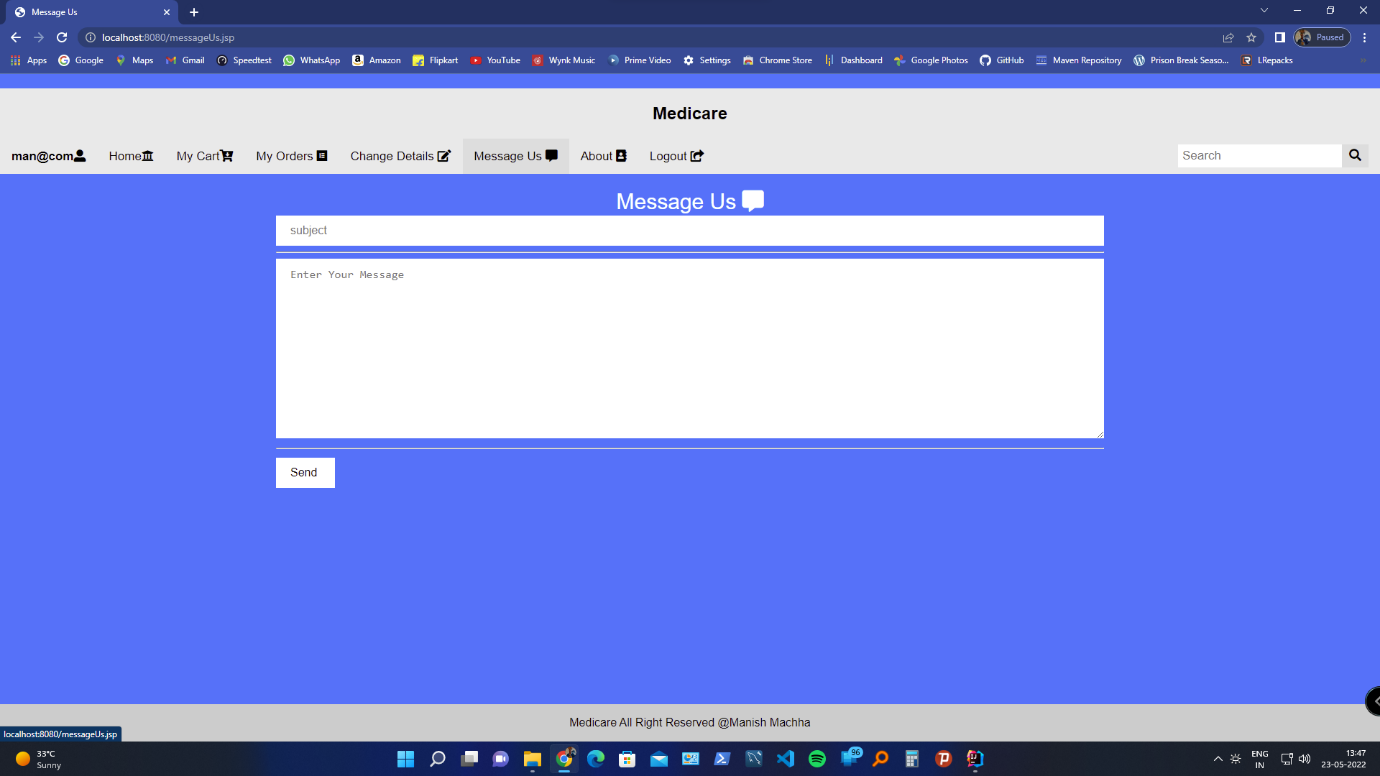 Message Us
localhost:8080/messageUs.jsp
Paused
Apps Google Maps Gmail Speedtest WhatsApp Amazon Flipkart YouTube Wynk Music Prime Video Settings Chrome Store Dashboard Google Photos GitHub Maven Repository Prison Break Seaso... LRepacks
Medicare
man@com Home My Cart My Orders Change Details Message Us About Logout Search
Message Us
subject
Enter Your Message
Send
Medicare All Right Reserved @Manish Machha
localhost:8080/messageUs.jsp
33°C
Sunny
96
ENG
IN
13:47
23-05-2022